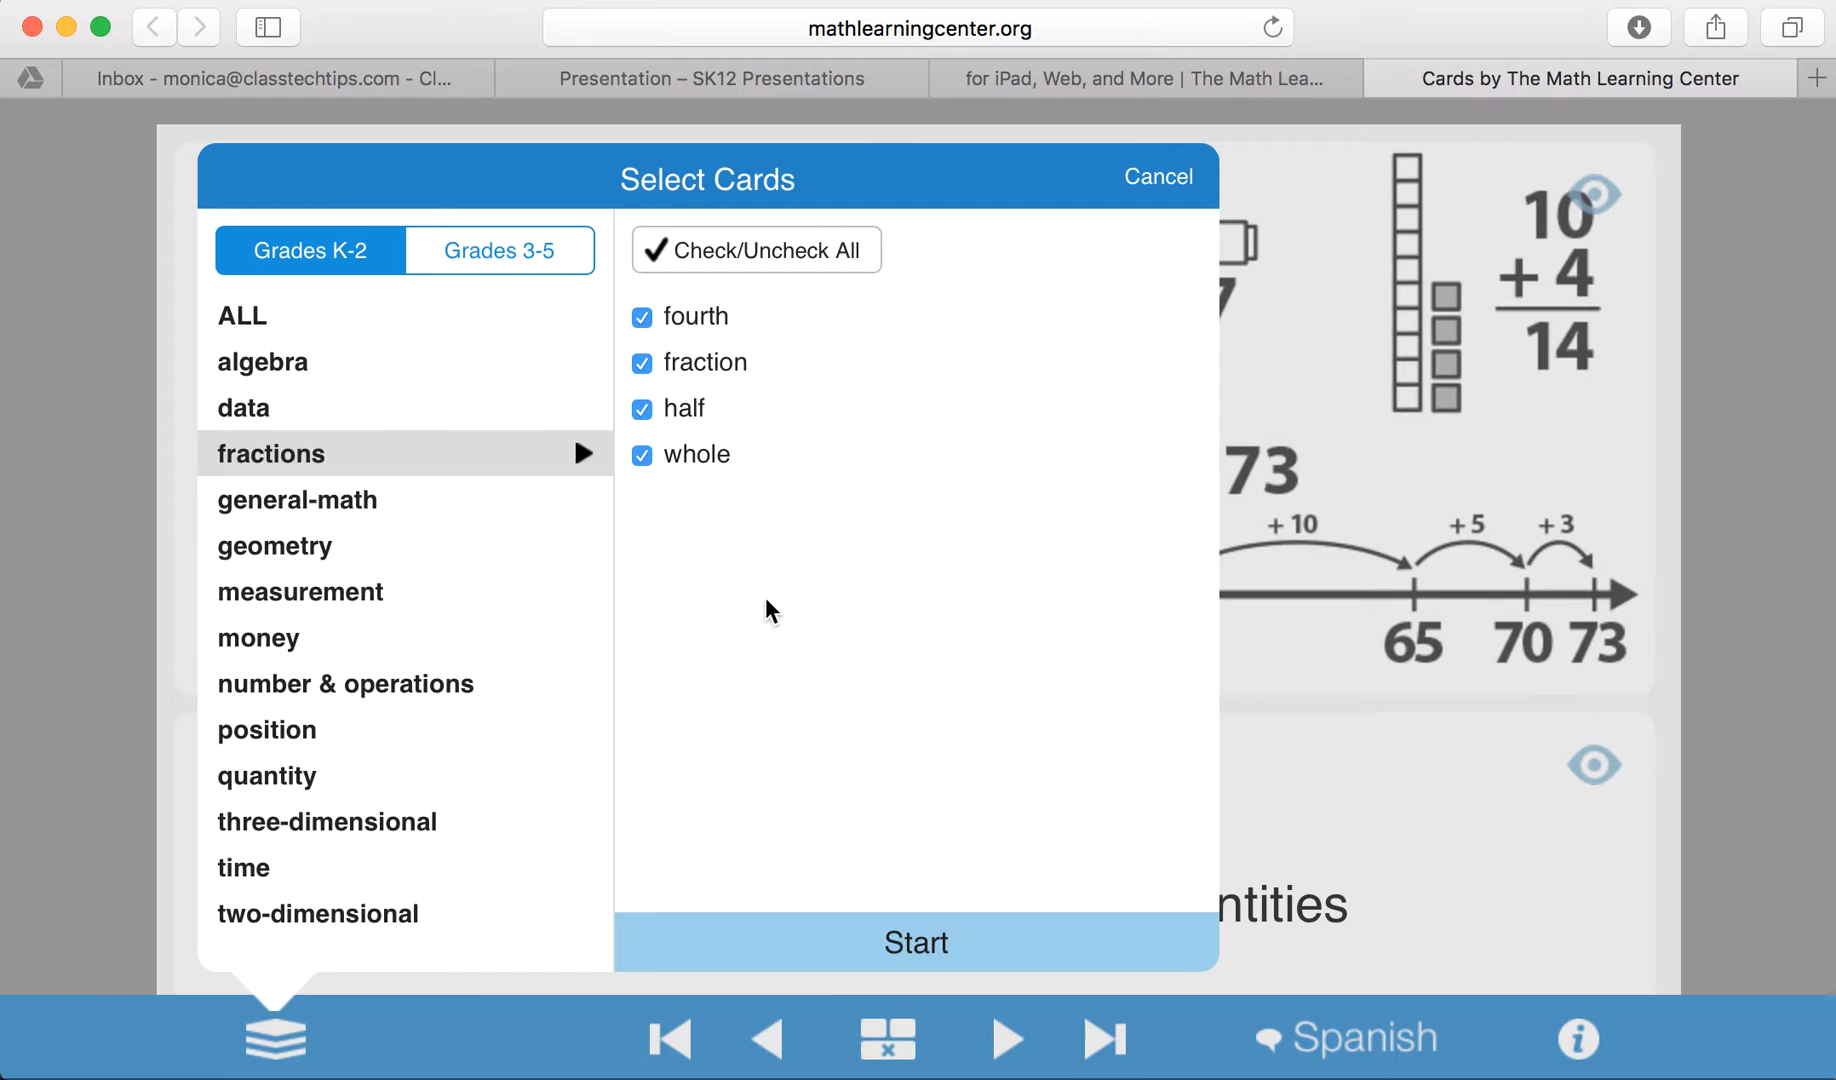 mathlearningcenter.org
Inbox - monica@classtechtips.com - Cl...
Presentation – SK12 Presentations
for iPad, Web, and More | The Math Lea...
Cards by The Math Learning Center
Select Cards
Cancel
Grades K-2
Grades 3-5
Check/Uncheck All
ALL
algebra
data
fractions
general-math
geometry
measurement
money
number & operations
position
quantity
three-dimensional
time
two-dimensional
fourth
fraction
half
whole
Start
7
10
+ 4
14
73
+ 10
+ 5
+ 3
65 70 73
ntities
Spanish